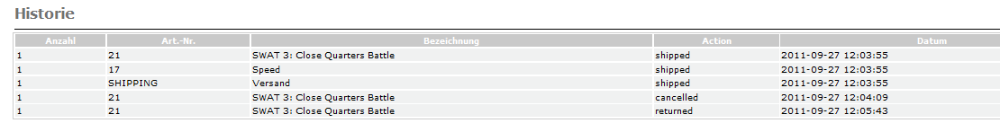 Historie
Anzahl Art.-Nr. Bezeichnung Action Datum
1 21 SWAT 3: Close Quarters Battle shipped 2011-09-27 12:03:55
1 17 Speed shipped 2011-09-27 12:03:55
1 SHIPPING Versand shipped 2011-09-27 12:03:55
1 21 SWAT 3: Close Quarters Battle cancelled 2011-09-27 12:04:09
1 21 SWAT 3: Close Quarters Battle returned 2011-09-27 12:05:43